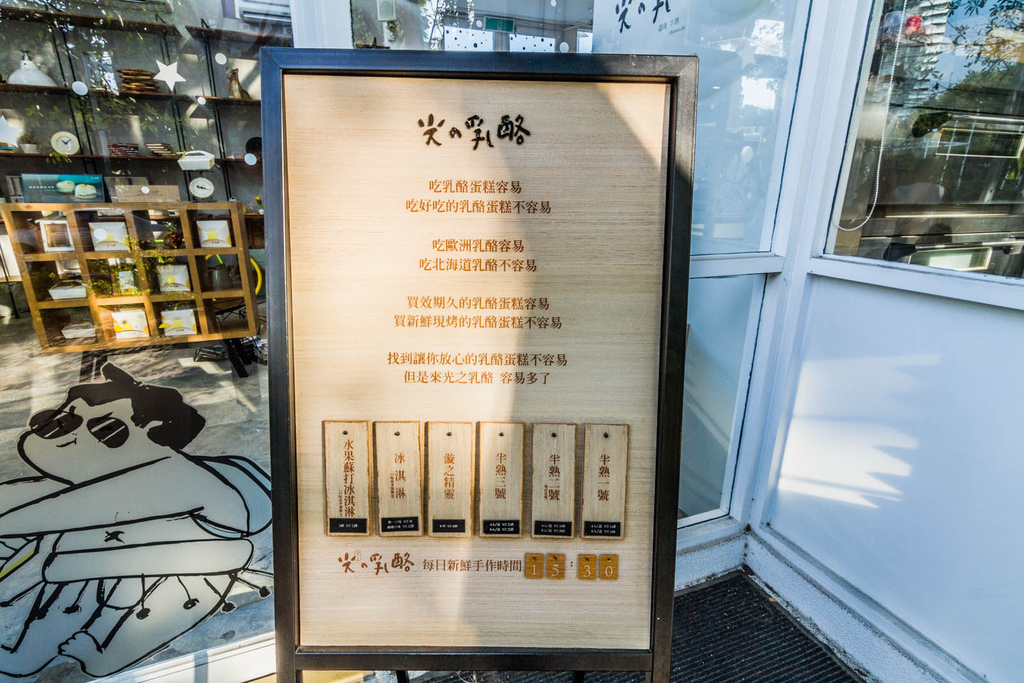 光の乳酪
吃乳酪蛋糕容易
吃好吃的乳酪蛋糕不容易
吃歐洲乳酪容易
吃北海道乳酪不容易
買效期久的乳酪蛋糕容易
買新鮮現烤的乳酪蛋糕不容易
找到讓你放心的乳酪蛋糕不容易
但是來光之乳酪 容易多了
半熟一號
半熟二號
半熟三號
漩之精靈
冰淇淋
水果蘇打冰淇淋
光の乳酪 每日新鮮手作時間 15:30